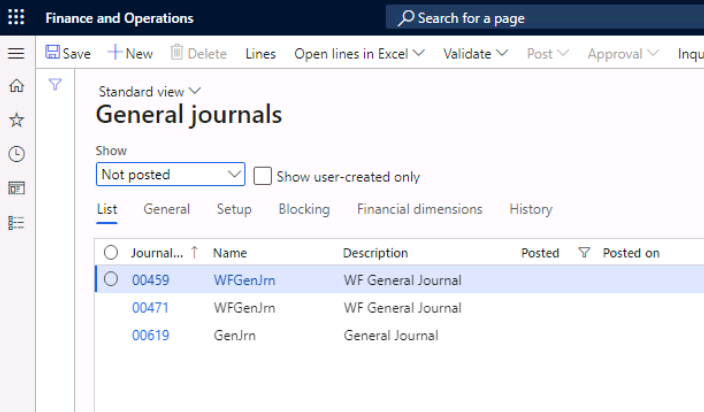 Finance and Operations Search for a page
Save New Delete Lines Open lines in Excel Validate Post Approval Inqu
Standard view
General journals
Show
Not posted Show user-created only
List General Setup Blocking Financial dimensions History
Journal... ↑ Name Description Posted Posted on
00459 WFGenJrn WF General Journal
00471 WFGenJrn WF General Journal
00619 GenJrn General Journal